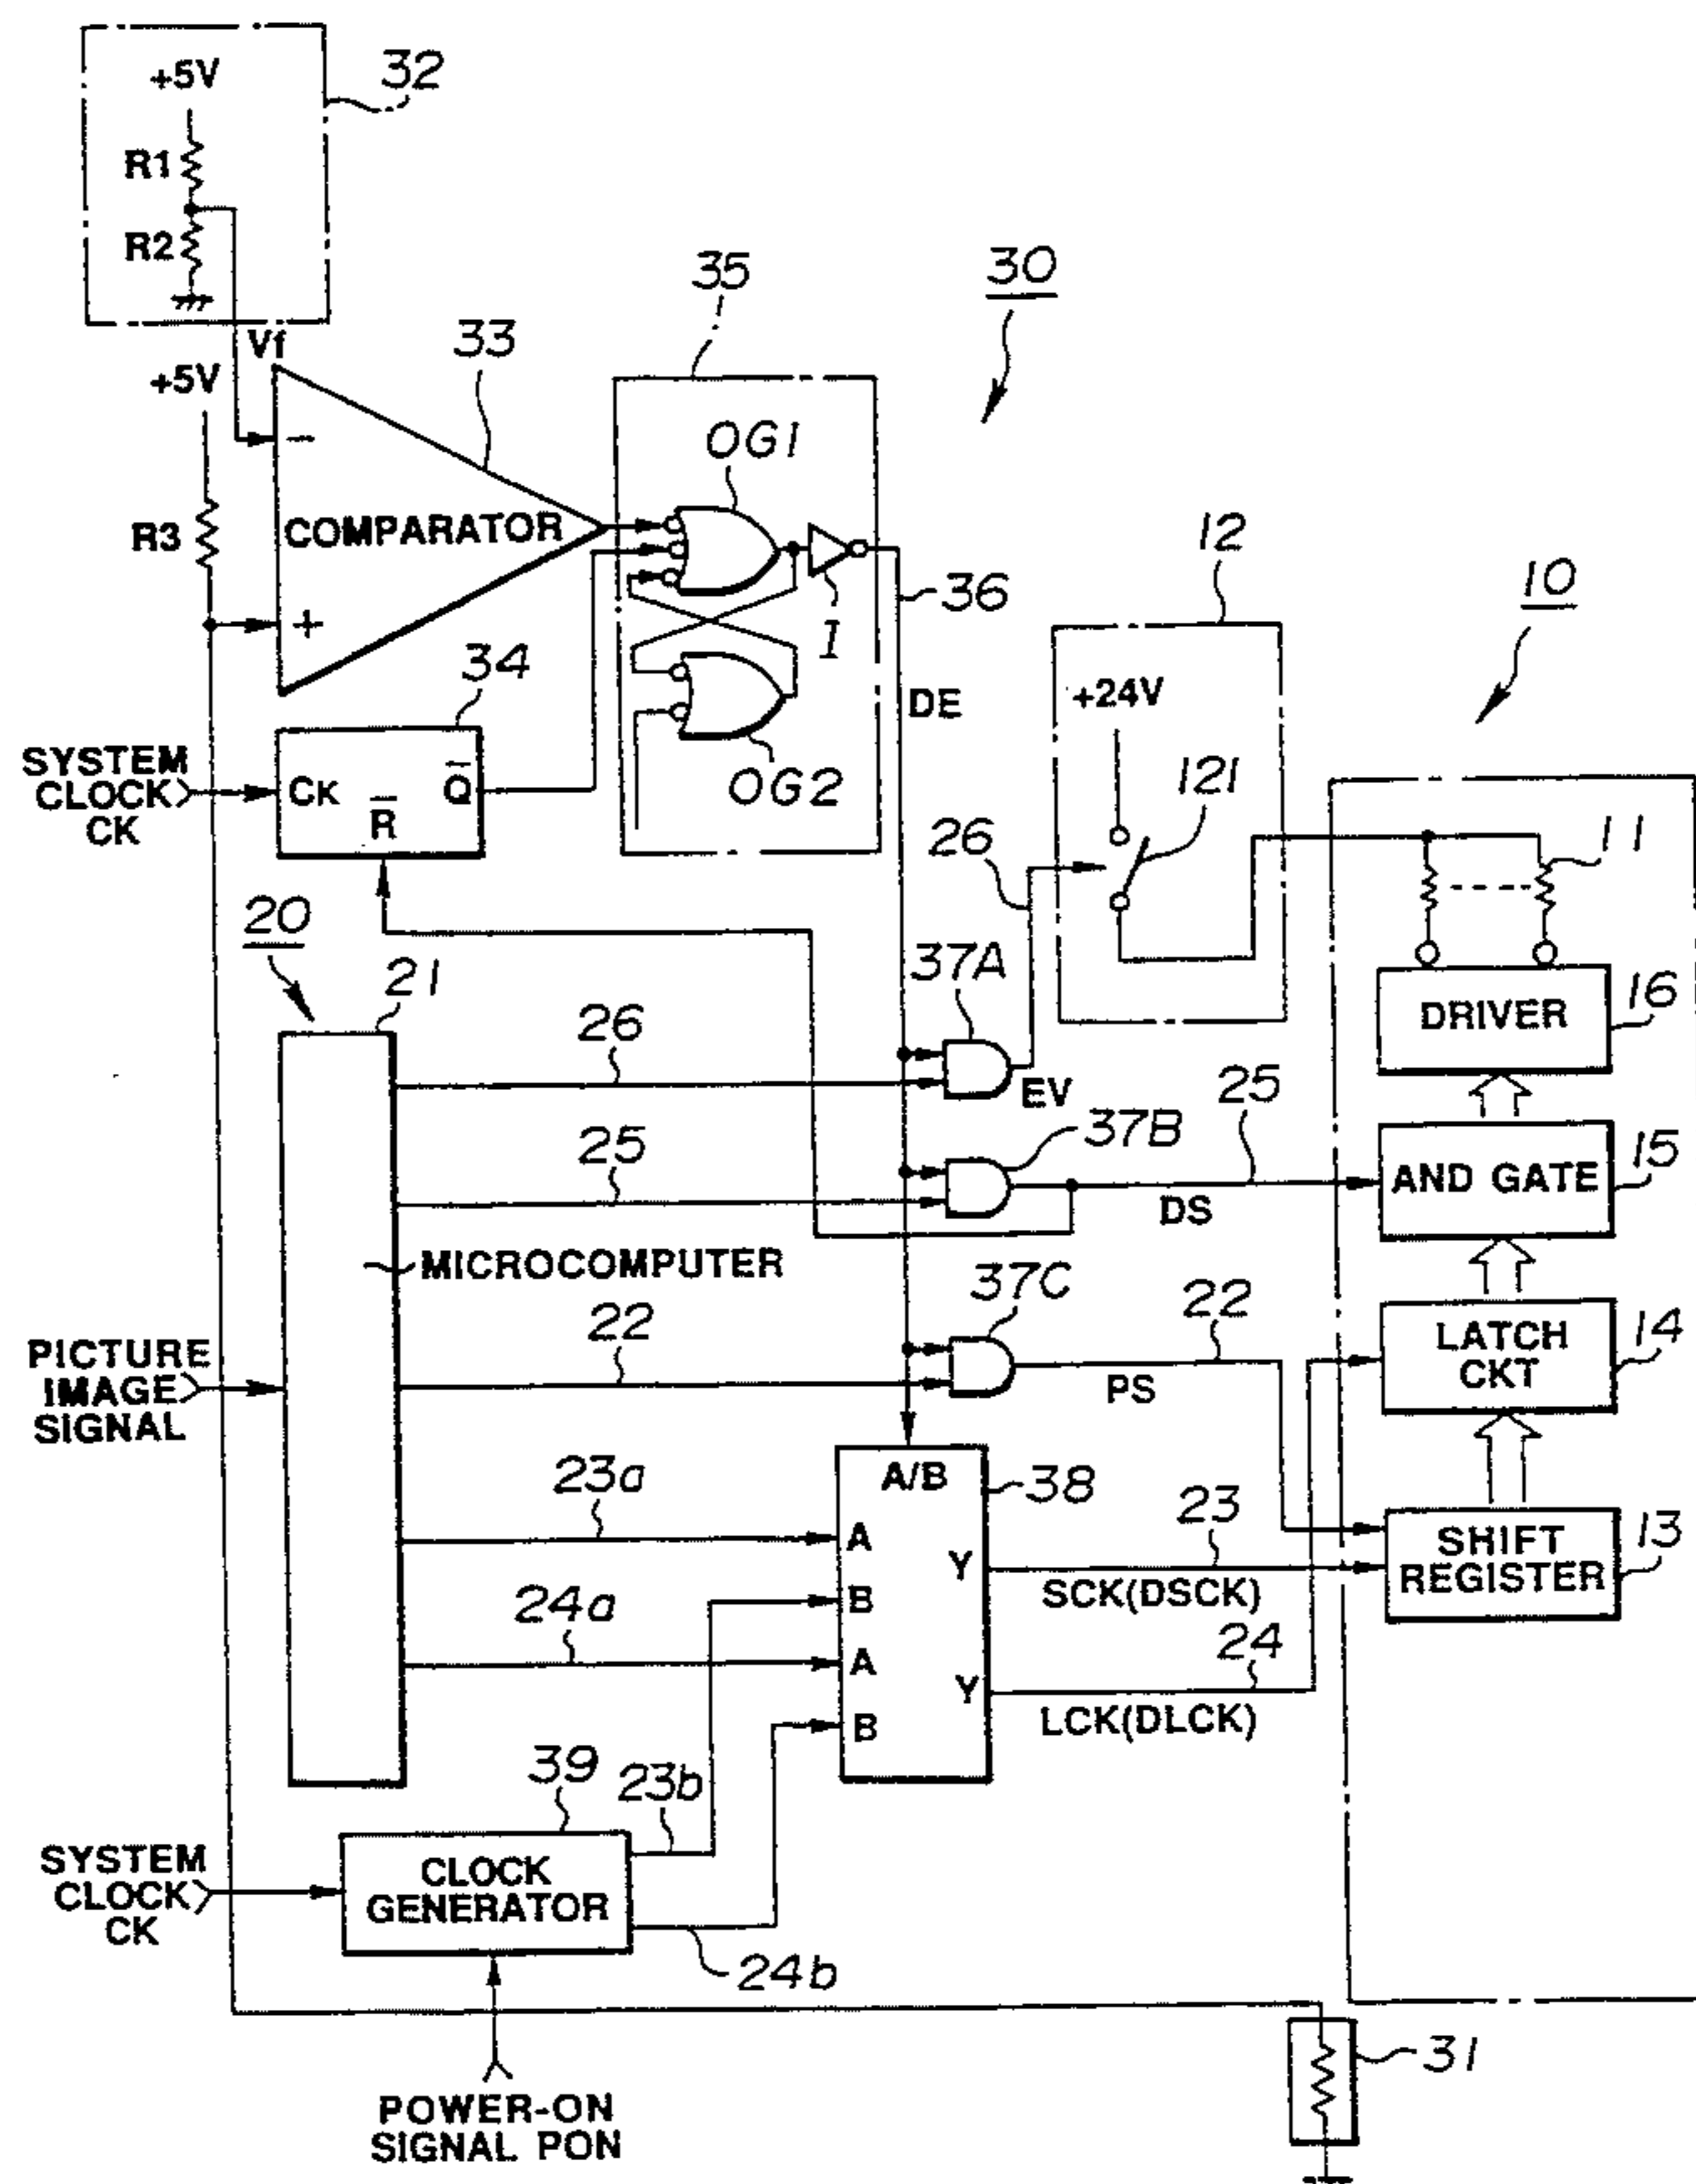 +5V
32
R1
R2
35
30
Vf
33
+5V
OG1
R3
COMPARATOR
12
10
36
I
34
+24V
DE
SYSTEM
CLOCK
CK
CK
R
Q
OG2
121
26
11
20
21
37A
16
DRIVER
26
EV
25
37B
25
15
AND GATE
DS
MICROCOMPUTER
37C
22
22
14
LATCH
CKT
PICTURE
IMAGE
SIGNAL
PS
23a
A/B
38
23
13
A
SHIFT
REGISTER
Y
24a
B
SCK(DSCK)
A
24
Y
B
LCK(DLCK)
39
23b
SYSTEM
CLOCK
CK
CLOCK
GENERATOR
24b
31
POWER-ON
SIGNAL PON